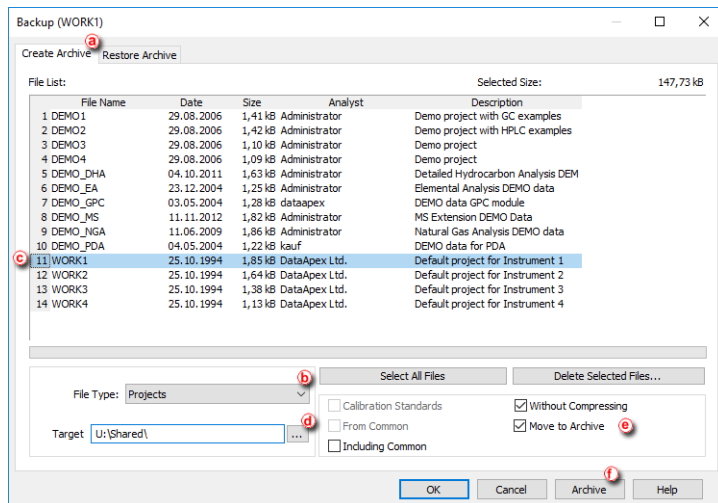 Backup (WORK1)
a
Create Archive Restore Archive
File List: Selected Size: 147,73 kB
File Name Date Size Analyst Description
1 DEMO1 29.08.2006 1,41 kB Administrator Demo project with GC examples
2 DEMO2 29.08.2006 1,42 kB Administrator Demo project with HPLC examples
3 DEMO3 29.08.2006 1,10 kB Administrator Demo project
4 DEMO4 29.08.2006 1,09 kB Administrator Demo project
5 DEMO_DHA 04.10.2011 1,63 kB Administrator Detailed Hydrocarbon Analysis DEM
6 DEMO_EA 23.12.2004 1,25 kB Administrator Elemental Analysis DEMO data
7 DEMO_GPC 03.05.2004 1,28 kB dataapex DEMO data GPC module
8 DEMO_MS 11.11.2012 1,82 kB Administrator MS Extension DEMO Data
9 DEMO_NGA 11.06.2009 1,86 kB Administrator Natural Gas Analysis DEMO data
10 DEMO_PDA 04.05.2004 1,22 kB kauf DEMO data for PDA
c 11 WORK1 25.10.1994 1,85 kB DataApex Ltd. Default project for Instrument 1
12 WORK2 25.10.1994 1,64 kB DataApex Ltd. Default project for Instrument 2
13 WORK3 25.10.1994 1,38 kB DataApex Ltd. Default project for Instrument 3
14 WORK4 25.10.1994 1,13 kB DataApex Ltd. Default project for Instrument 4
b Select All Files Delete Selected Files...
File Type: Projects
Calibration Standards Without Compressing
d From Common Move to Archive e
Target U:\Shared\ ...
Including Common
f
OK Cancel Archive Help